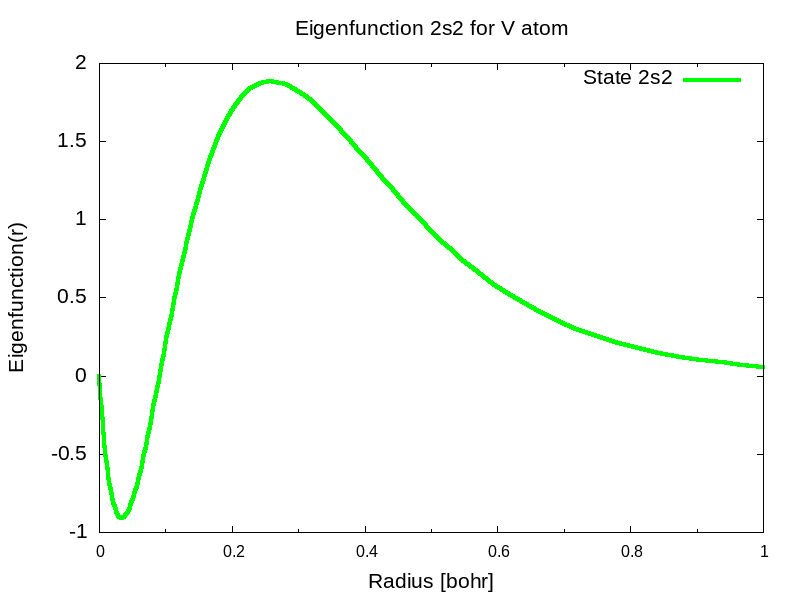 Eigenfunction 2s2 for V atom
State 2s2
2
1.5
1
0.5
0
-0.5
-1
Eigenfunction(r)
0 0.2 0.4 0.6 0.8 1
Radius [bohr]